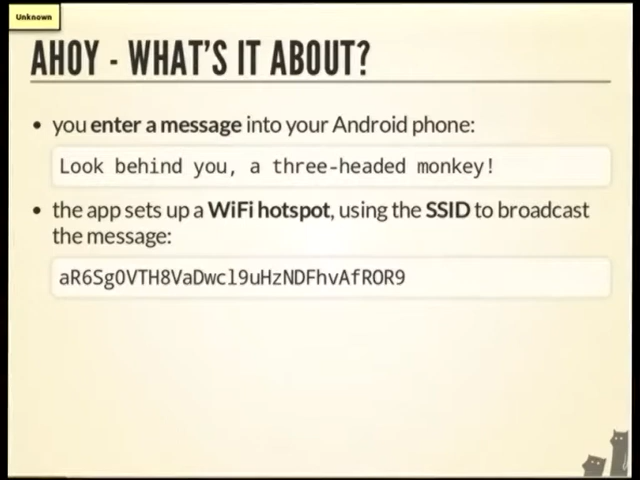 Unknown
AHOY - WHAT'S IT ABOUT?
• you enter a message into your Android phone:
Look behind you, a three-headed monkey!
• the app sets up a WiFi hotspot, using the SSID to broadcast
the message:
aR6Sg0VTH8VaDwcl9uHzNDFhvAfROR9